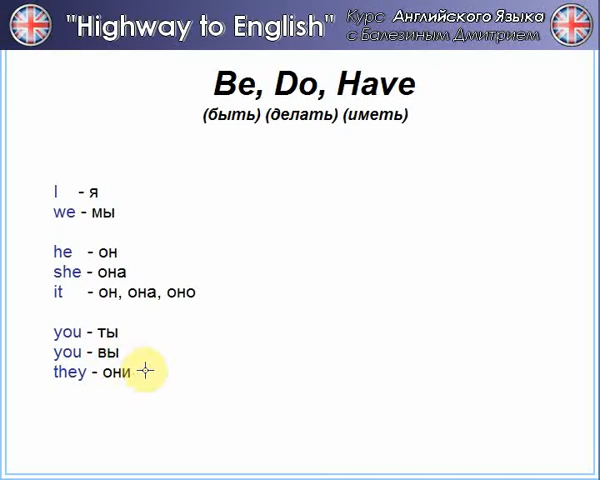 "Highway to English"
Курс Английского Языка
с Балезиным Дмитрием
Be, Do, Have
(быть) (делать) (иметь)
I - я
we - мы
he - он
she - она
it - он, она, оно
you - ты
you - вы
they - они